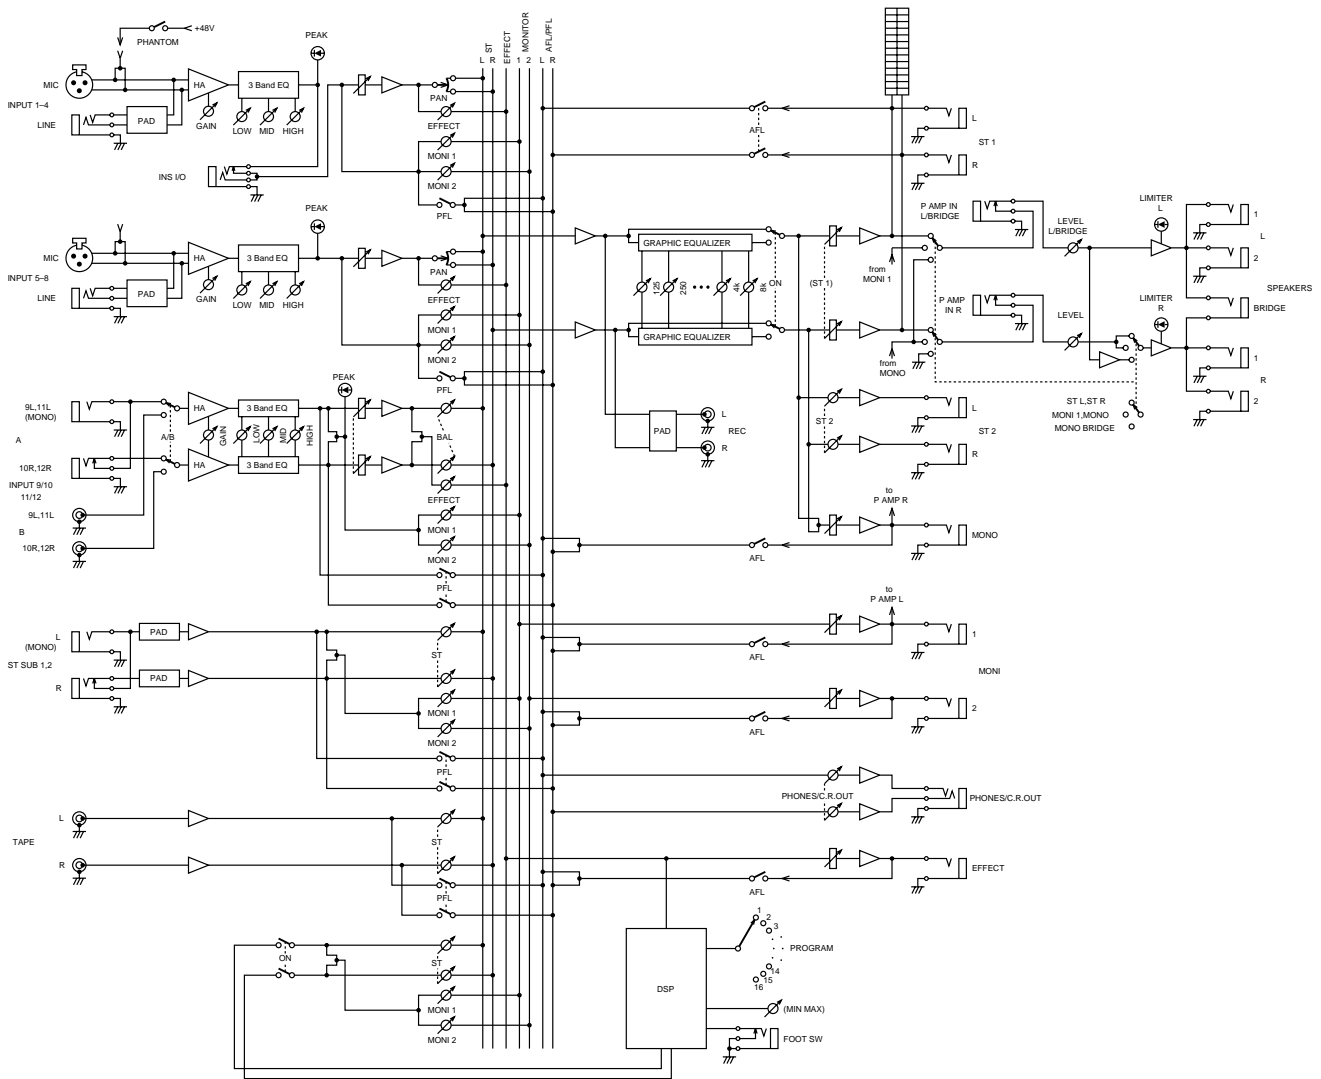 +48V
PHANTOM
PEAK
MIC
HA
3 Band EQ
INPUT 1–4
LINE
PAD
GAIN
LOW
MID
HIGH
INS I/O
PAN
EFFECT
MONI 1
MONI 2
PFL
L
ST
R
EFFECT
1
MONITOR
2
L
AFL/PFL
R
AFL
L
ST 1
R
PEAK
MIC
HA
3 Band EQ
INPUT 5–8
LINE
PAD
GAIN
LOW
MID
HIGH
PAN
EFFECT
MONI 1
MONI 2
PFL
GRAPHIC EQUALIZER
125
250
4k
8k
ON
GRAPHIC EQUALIZER
(ST 1)
from
MONI 1
from
MONO
P AMP IN
L/BRIDGE
P AMP
IN R
LEVEL
L/BRIDGE
LEVEL
LIMITER
L
LIMITER
R
1
L
2
SPEAKERS
BRIDGE
1
R
2
ST L,ST R
MONI 1,MONO
MONO BRIDGE
PEAK
9L,11L
(MONO)
A
10R,12R
INPUT 9/10
11/12
9L,11L
B
10R,12R
A/B
HA
3 Band EQ
GAIN
LOW
MID
HIGH
HA
3 Band EQ
BAL
EFFECT
MONI 1
MONI 2
PFL
PAD
L
REC
R
ST 2
L
ST 2
R
to
P AMP R
MONO
AFL
L
(MONO)
ST SUB 1,2
R
PAD
PAD
ST
MONI 1
MONI 2
PFL
to
P AMP L
1
AFL
MONI
2
AFL
PHONES/C.R.OUT
PHONES/C.R.OUT
L
TAPE
R
ST
PFL
EFFECT
AFL
ON
ST
MONI 1
MONI 2
DSP
1
2
3
14
15
16
PROGRAM
(MIN MAX)
FOOT SW